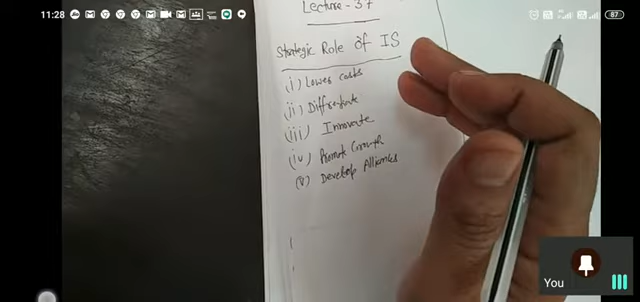 11:28
87
Lecture - 37
Strategic Role of IS
(i) Lower costs
(ii) Differentiate
(iii) Innovate
(iv) Promote Growth
(v) Develop Alliances
You